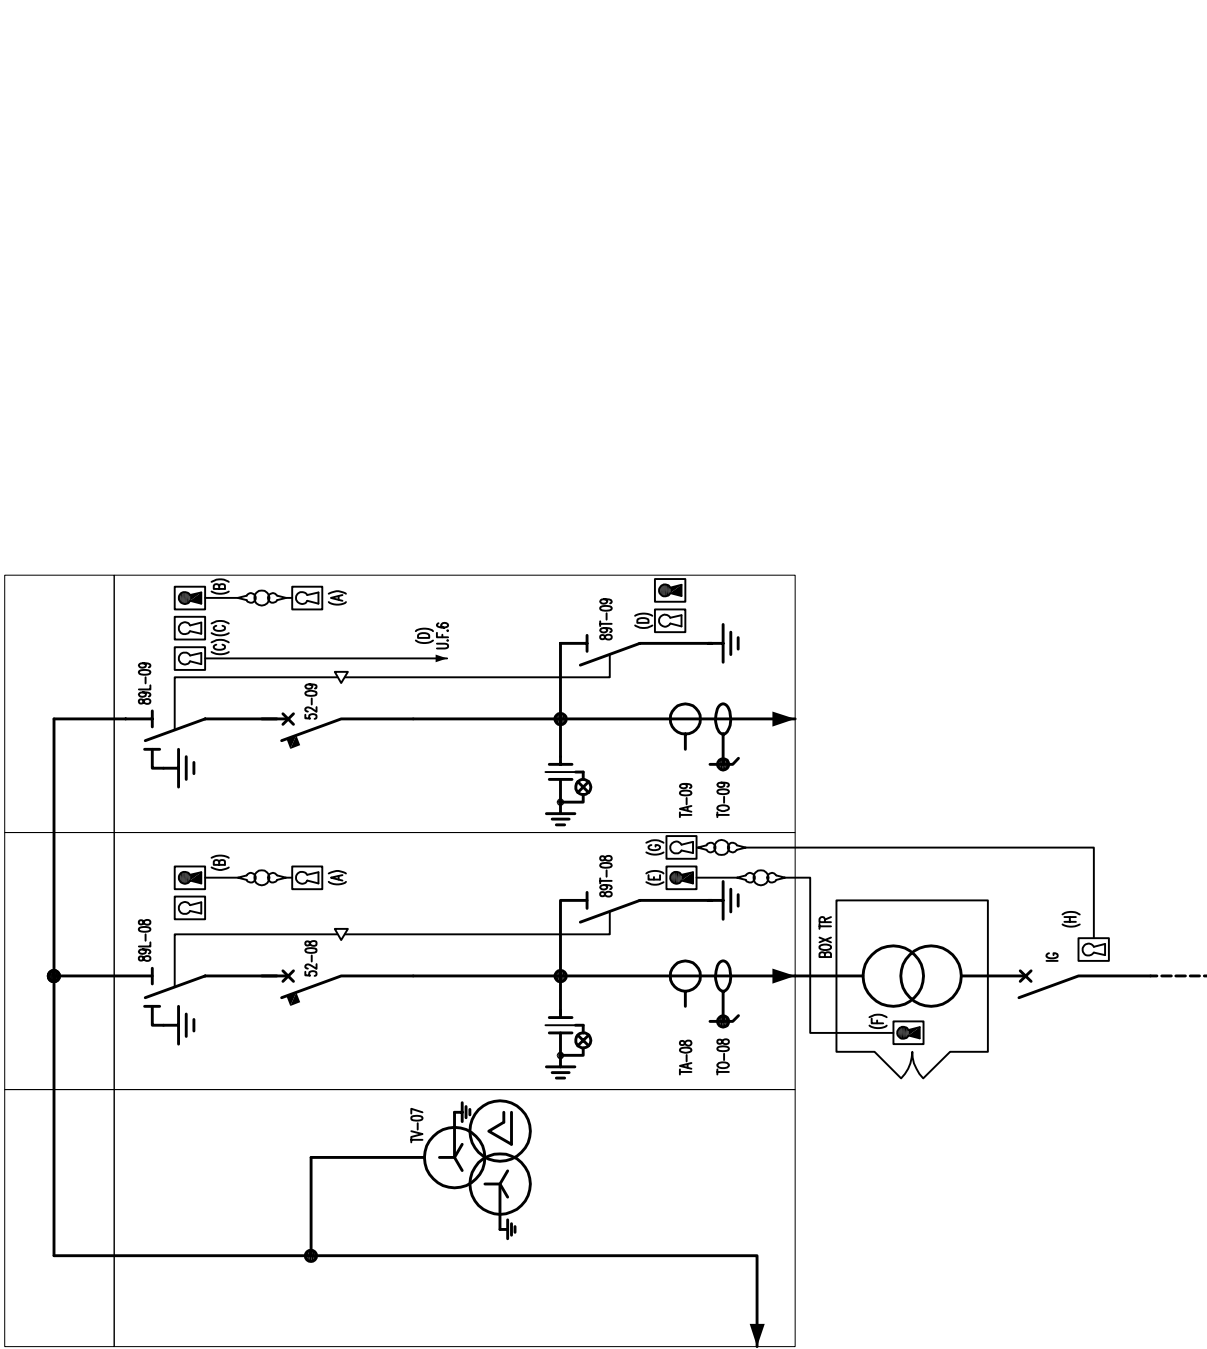 (B)
(A)
(C)
(C)
(D)
U.F.6
89L-09
52-09
89T-09
(D)
TA-09
TO-09
(B)
(A)
89L-08
52-08
89T-08
(G)
(E)
TA-08
TO-08
BOX TR
(F)
IG
(H)
TV-07